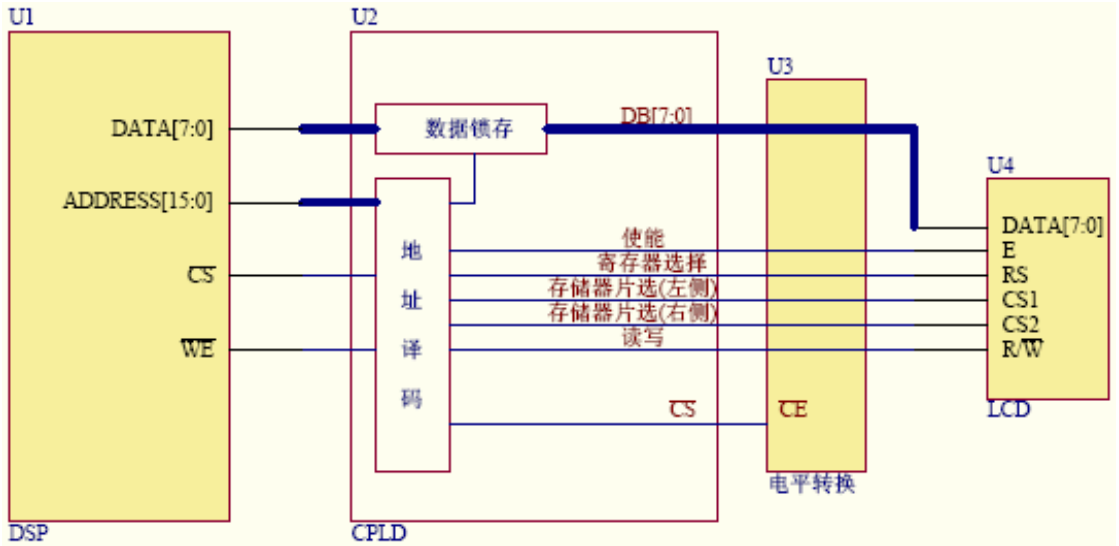 U1
DATA[7:0]
ADDRESS[15:0]
CS
WE
DSP
U2
数据锁存
DB[7:0]
地
址
译
码
使能
寄存器选择
存储器片选(左侧)
存储器片选(右侧)
读写
CS
CPLD
U3
CE
电平转换
U4
DATA[7:0]
E
RS
CS1
CS2
R/W
LCD